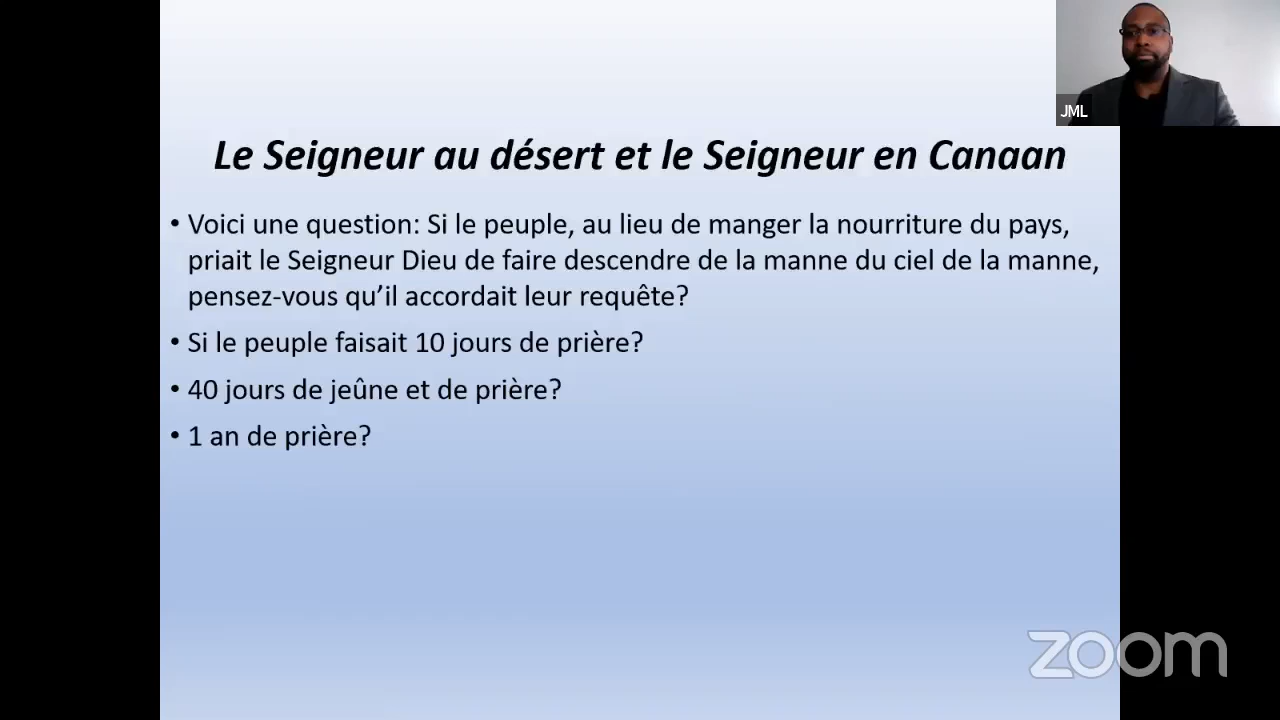 JML
Le Seigneur au désert et le Seigneur en Canaan
• Voici une question: Si le peuple, au lieu de manger la nourriture du pays,
priait le Seigneur Dieu de faire descendre de la manne du ciel de la manne,
pensez-vous qu’il accordait leur requête?
• Si le peuple faisait 10 jours de prière?
• 40 jours de jeûne et de prière?
• 1 an de prière?
zoom